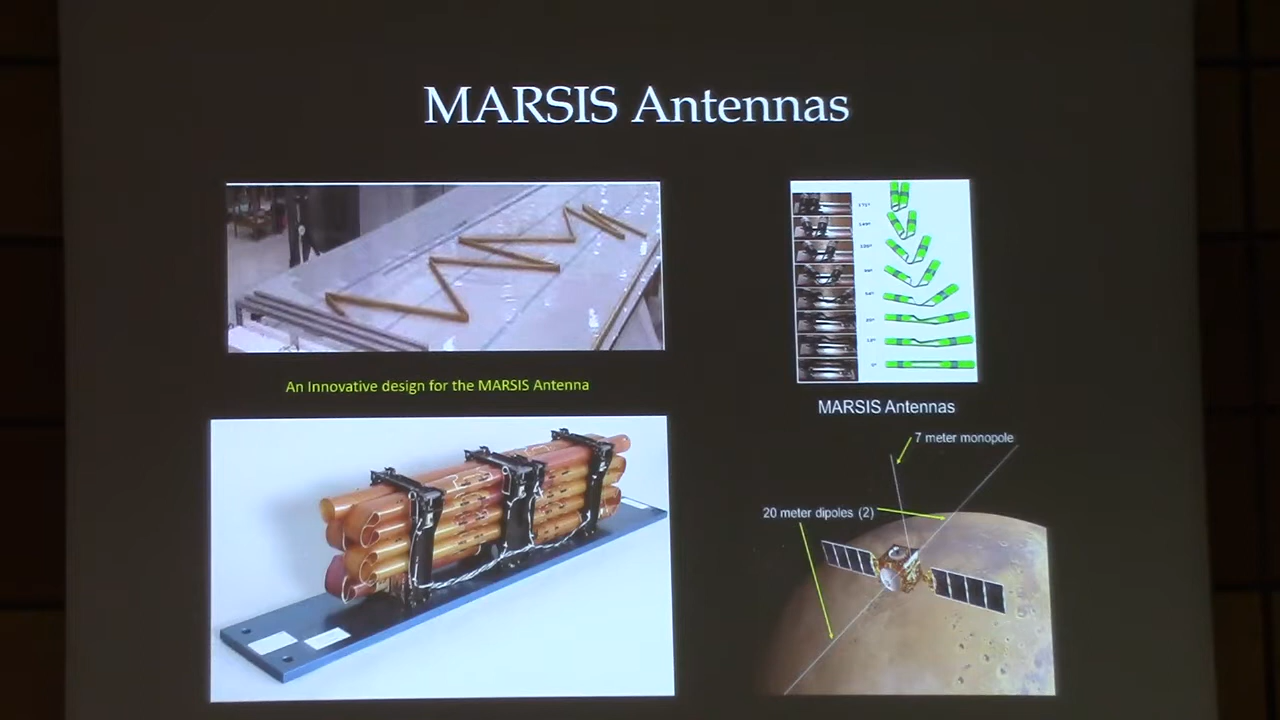 MARSIS Antennas
An Innovative design for the MARSIS Antenna
MARSIS Antennas
7 meter monopole
20 meter dipoles (2)